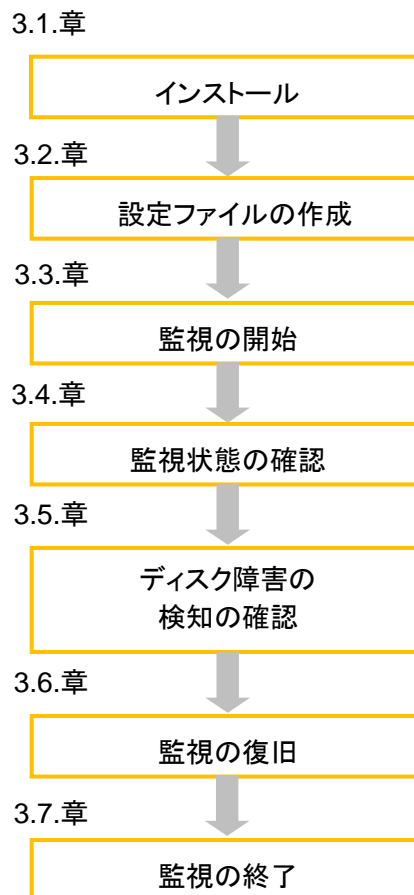 3.1.章
インストール
3.2.章
設定ファイルの作成
3.3.章
監視の開始
3.4.章
監視状態の確認
3.5.章
ディスク障害の
検知の確認
3.6.章
監視の復旧
3.7.章
監視の終了